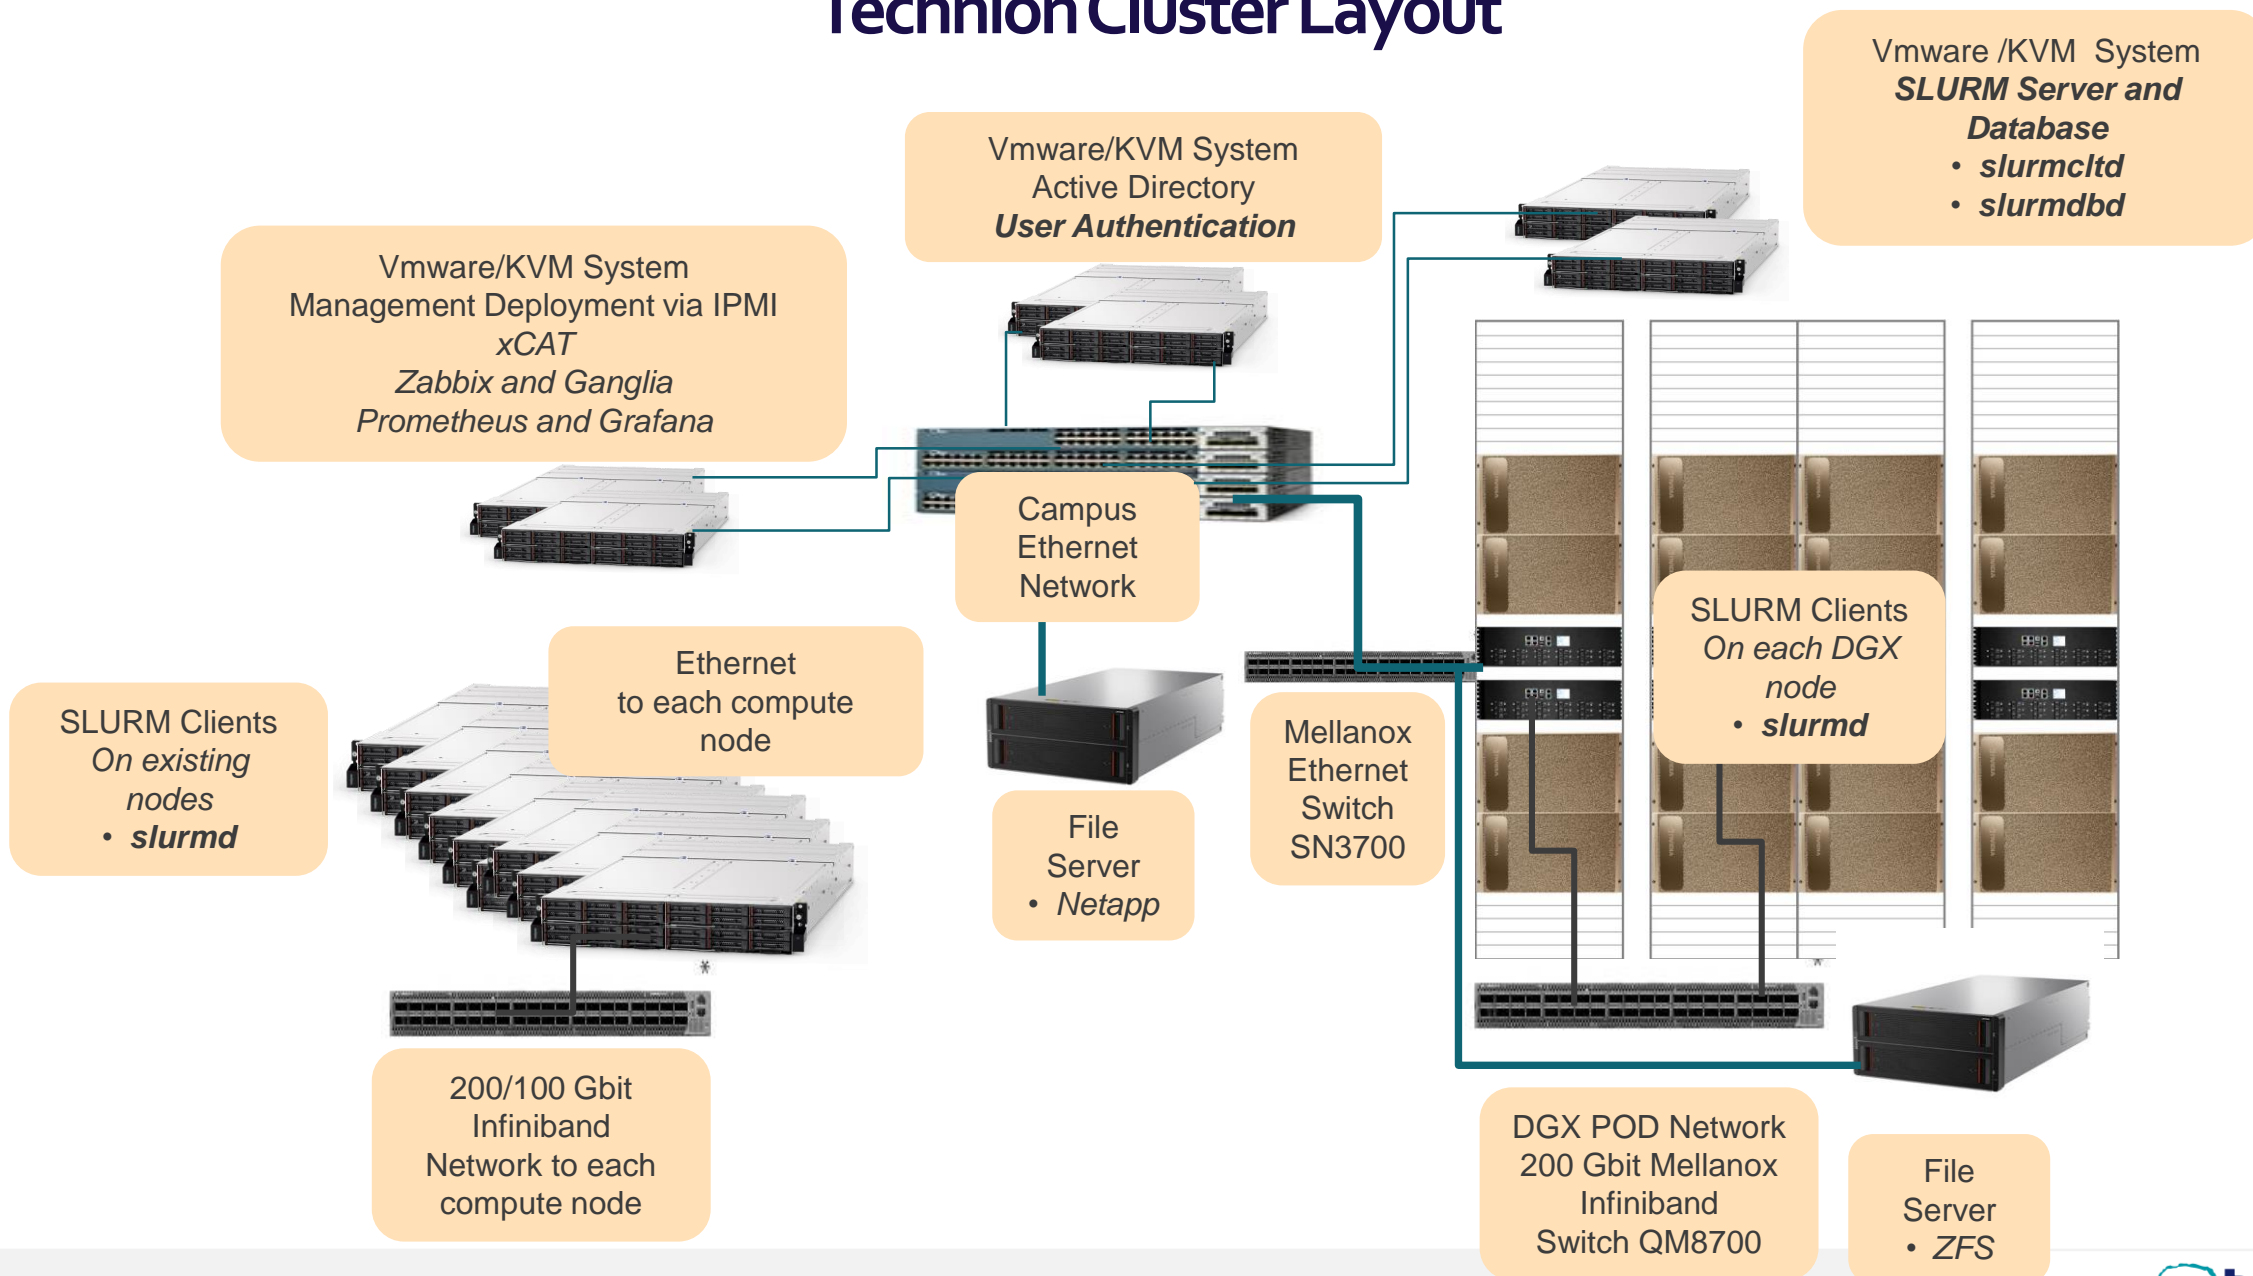 Technion Cluster Layout
Vmware /KVM System
SLURM Server and
Database
• slurmcltd
• slurmdbd
Vmware/KVM System
Active Directory
User Authentication
Vmware/KVM System
Management Deployment via IPMI
xCAT
Zabbix and Ganglia
Prometheus and Grafana
Campus
Ethernet
Network
SLURM Clients
On each DGX
node
• slurmd
Ethernet
to each compute
node
SLURM Clients
On existing
nodes
• slurmd
Mellanox
Ethernet
Switch
SN3700
File
Server
• Netapp
200/100 Gbit
Infiniband
Network to each
compute node
DGX POD Network
200 Gbit Mellanox
Infiniband
Switch QM8700
File
Server
• ZFS